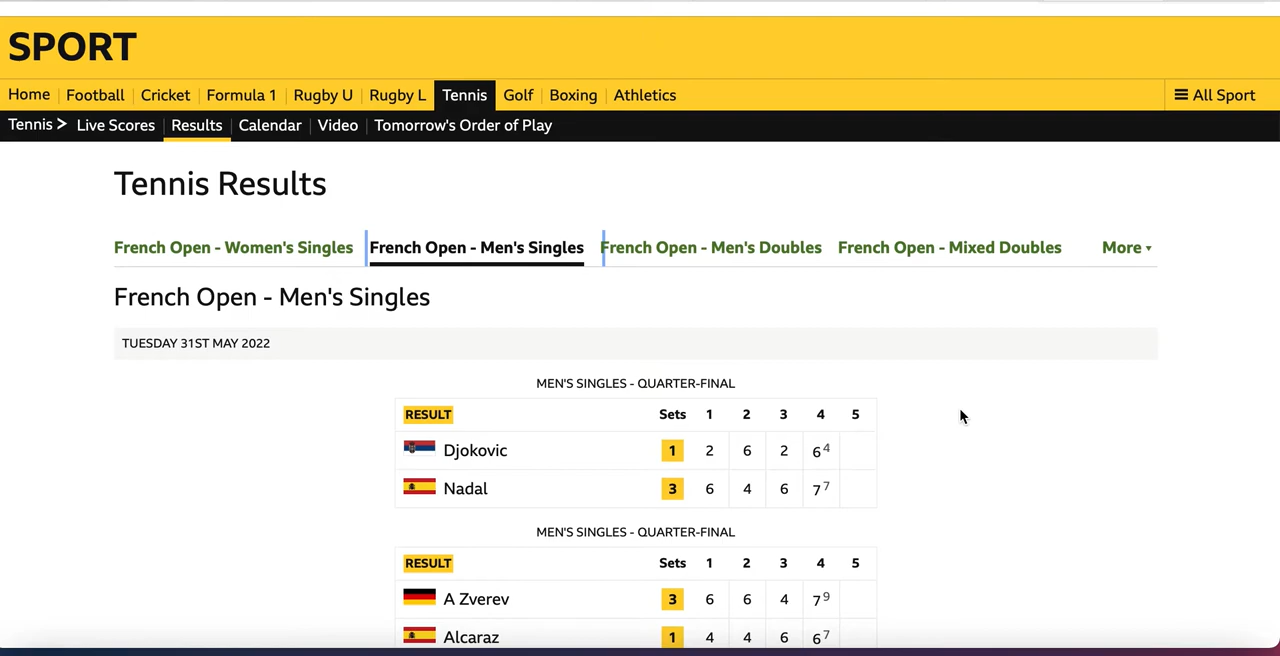 SPORT
Home Football Cricket Formula 1 Rugby U Rugby L Tennis Golf Boxing Athletics All Sport
Tennis Live Scores Results Calendar Video Tomorrow's Order of Play
Tennis Results
French Open - Women's Singles French Open - Men's Singles French Open - Men's Doubles French Open - Mixed Doubles More
French Open - Men's Singles
TUESDAY 31ST MAY 2022
MEN'S SINGLES - QUARTER-FINAL
RESULT Sets 1 2 3 4 5
Djokovic 1 2 6 2 6 4
Nadal 3 6 4 6 7 7
MEN'S SINGLES - QUARTER-FINAL
RESULT Sets 1 2 3 4 5
A Zverev 3 6 6 4 7 9
Alcaraz 1 4 4 6 6 7